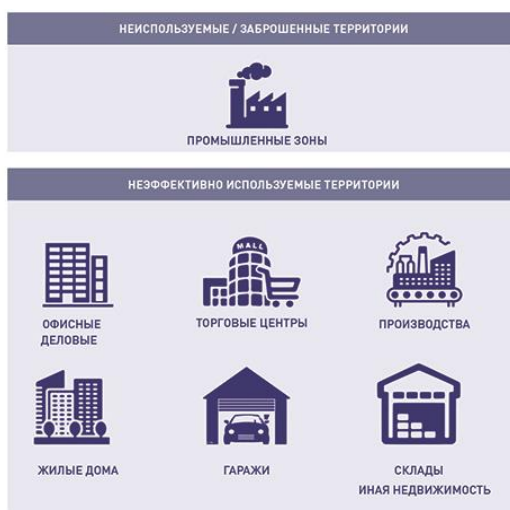 НЕИСПОЛЬЗУЕМЫЕ / ЗАБРОШЕННЫЕ ТЕРРИТОРИИ
ПРОМЫШЛЕННЫЕ ЗОНЫ
НЕЭФФЕКТИВНО ИСПОЛЬЗУЕМЫЕ ТЕРРИТОРИИ
MALL
ОФИСНЫЕ
ДЕЛОВЫЕ
ТОРГОВЫЕ ЦЕНТРЫ
ПРОИЗВОДСТВА
ЖИЛЫЕ ДОМА
ГАРАЖИ
СКЛАДЫ
ИНАЯ НЕДВИЖИМОСТЬ